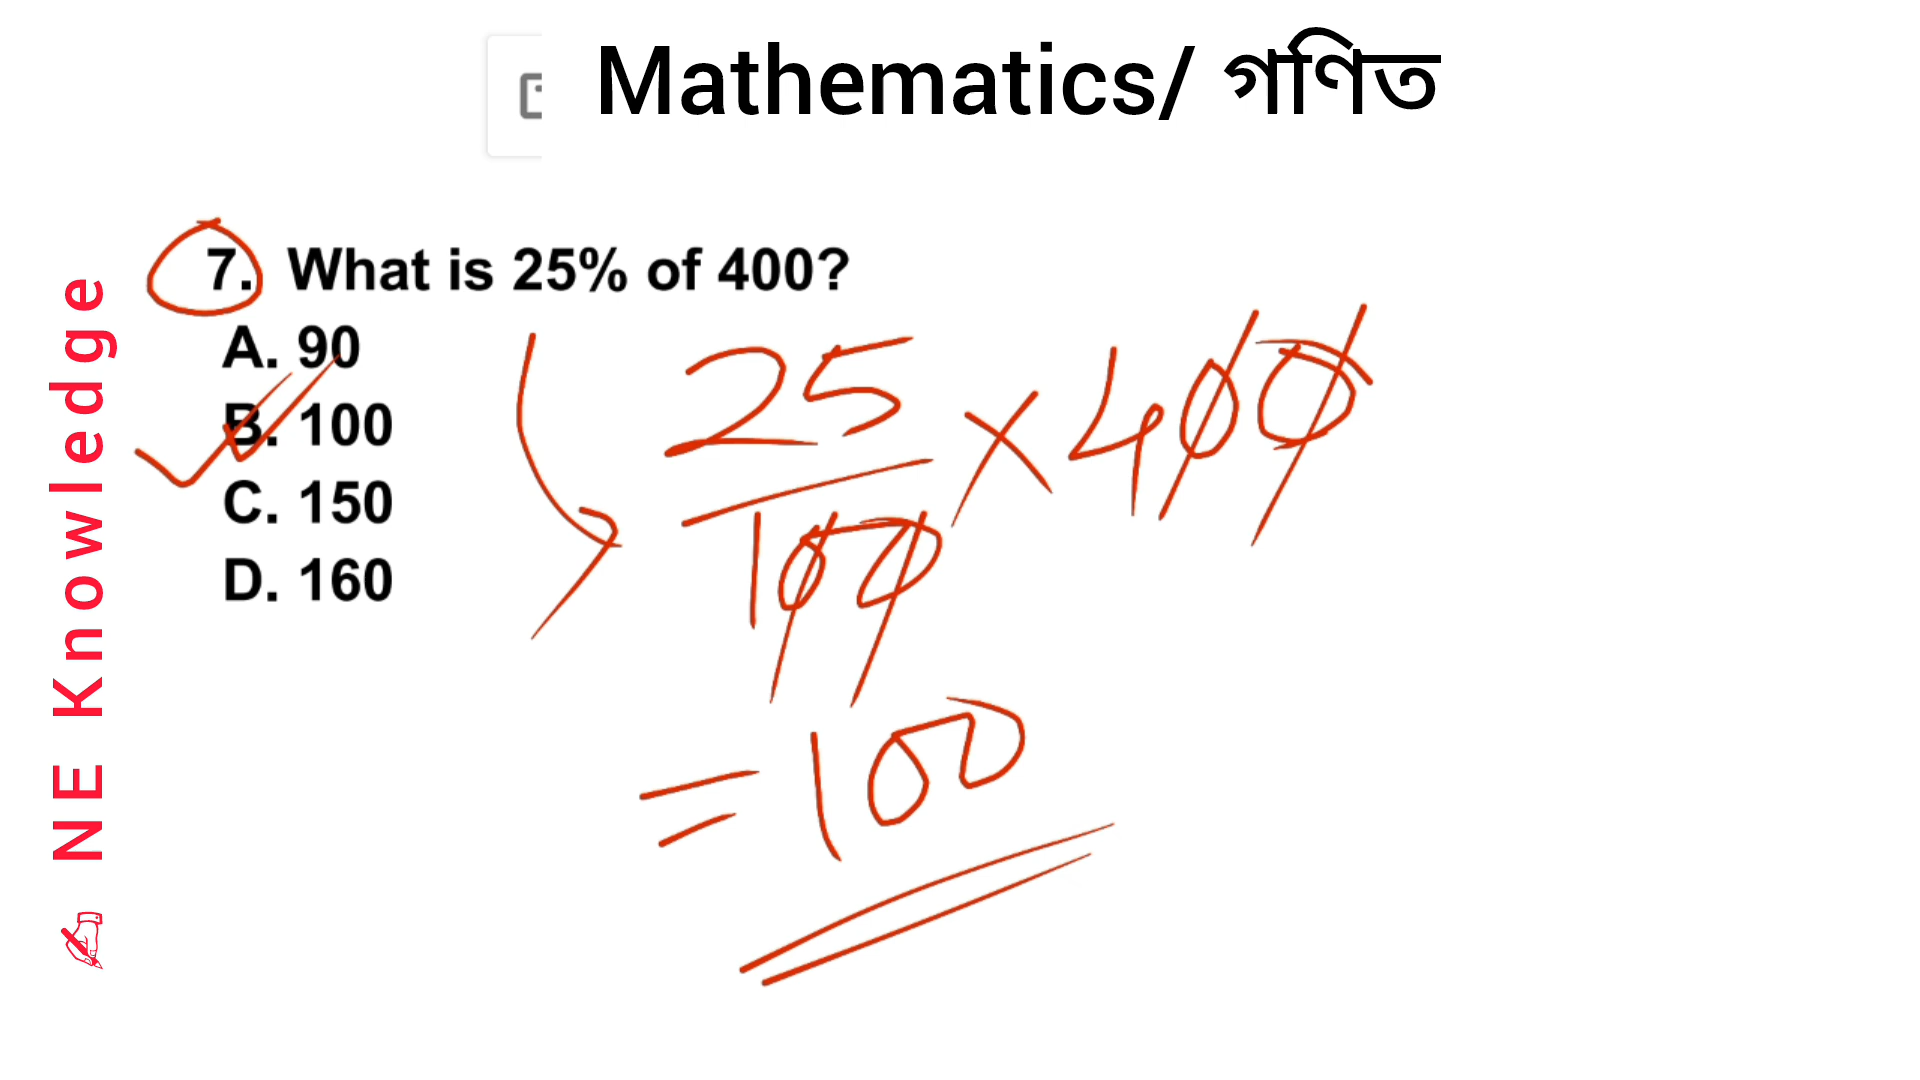 Mathematics/ গণিত
7. What is 25% of 400?
A. 90
B. 100
C. 150
D. 160
25/100 × 400
= 100
✍ NE Knowledge